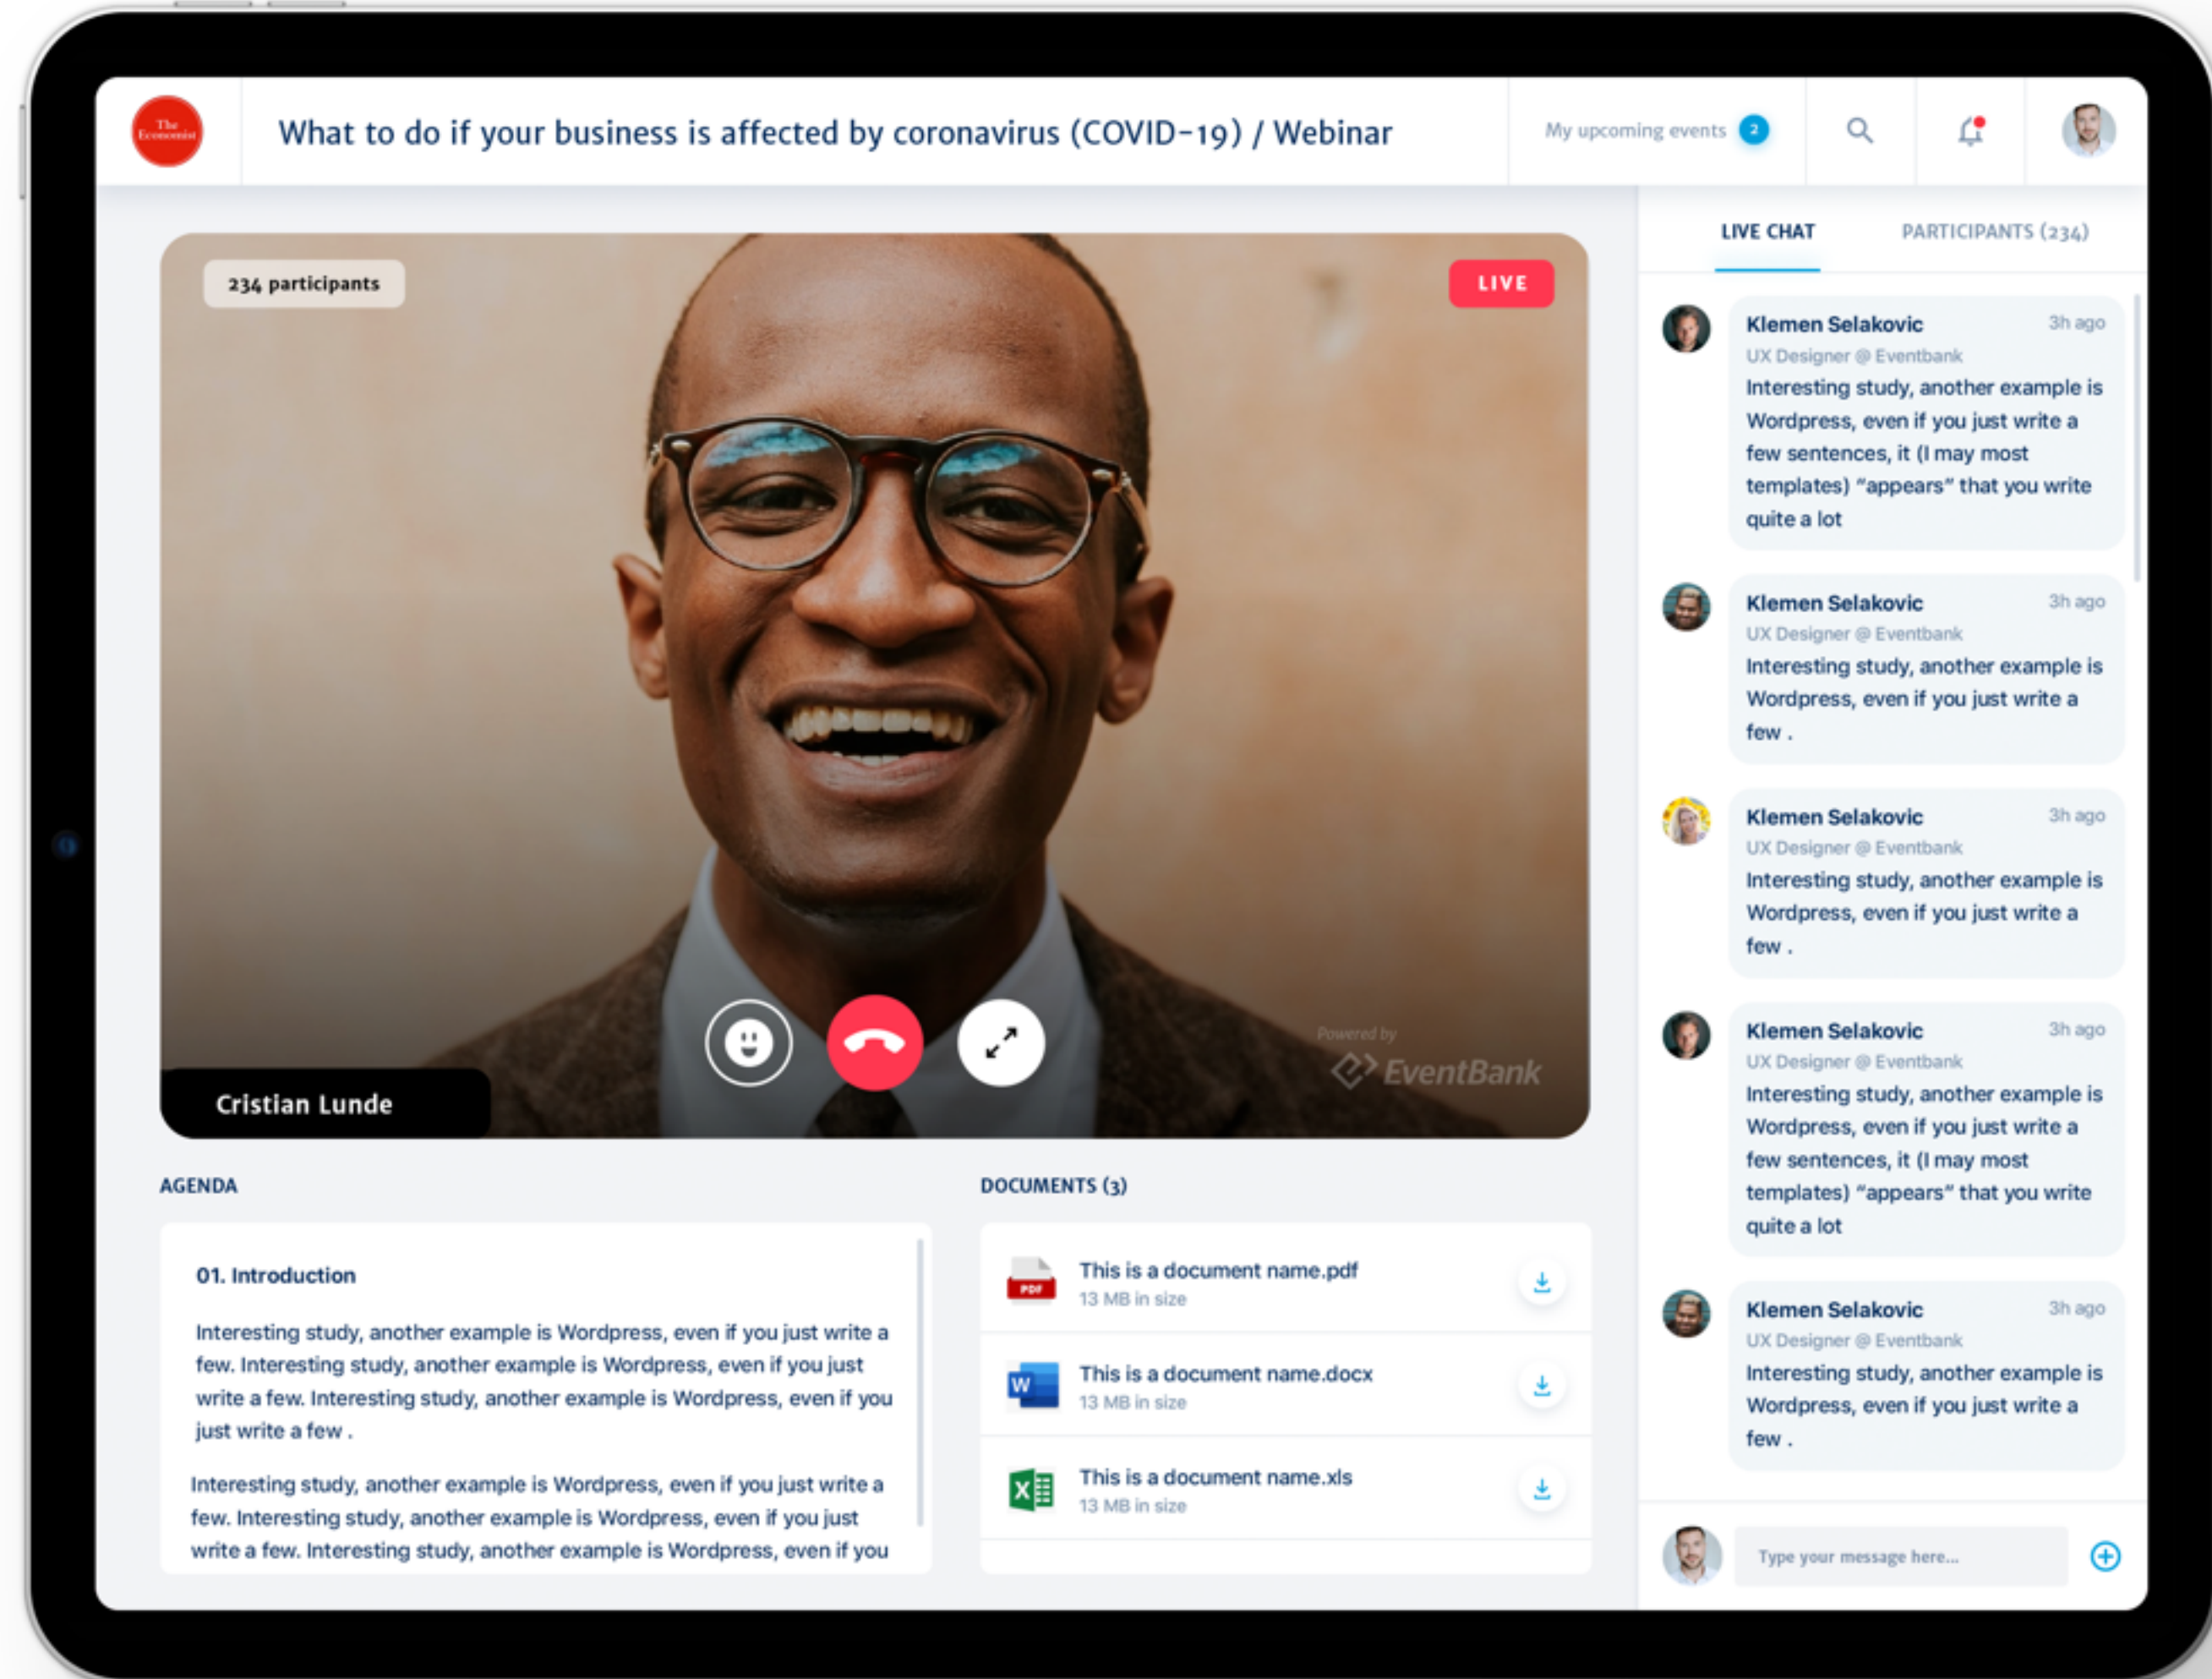 The
Economist
What to do if your business is affected by coronavirus (COVID-19) / Webinar
My upcoming events 2
234 participants
LIVE
Powered by
EventBank
Cristian Lunde
AGENDA
01. Introduction
Interesting study, another example is Wordpress, even if you just write a
few. Interesting study, another example is Wordpress, even if you just
write a few. Interesting study, another example is Wordpress, even if you
just write a few .
Interesting study, another example is Wordpress, even if you just write a
few. Interesting study, another example is Wordpress, even if you just
write a few. Interesting study, another example is Wordpress, even if you
DOCUMENTS (3)
PDF
This is a document name.pdf
13 MB in size
W
This is a document name.docx
13 MB in size
X
This is a document name.xls
13 MB in size
LIVE CHAT
PARTICIPANTS (234)
Klemen Selakovic 3h ago
UX Designer @ Eventbank
Interesting study, another example is
Wordpress, even if you just write a
few sentences, it (I may most
templates) “appears” that you write
quite a lot
Klemen Selakovic 3h ago
UX Designer @ Eventbank
Interesting study, another example is
Wordpress, even if you just write a
few .
Klemen Selakovic 3h ago
UX Designer @ Eventbank
Interesting study, another example is
Wordpress, even if you just write a
few .
Klemen Selakovic 3h ago
UX Designer @ Eventbank
Interesting study, another example is
Wordpress, even if you just write a
few sentences, it (I may most
templates) “appears” that you write
quite a lot
Klemen Selakovic 3h ago
UX Designer @ Eventbank
Interesting study, another example is
Wordpress, even if you just write a
few .
Type your message here...